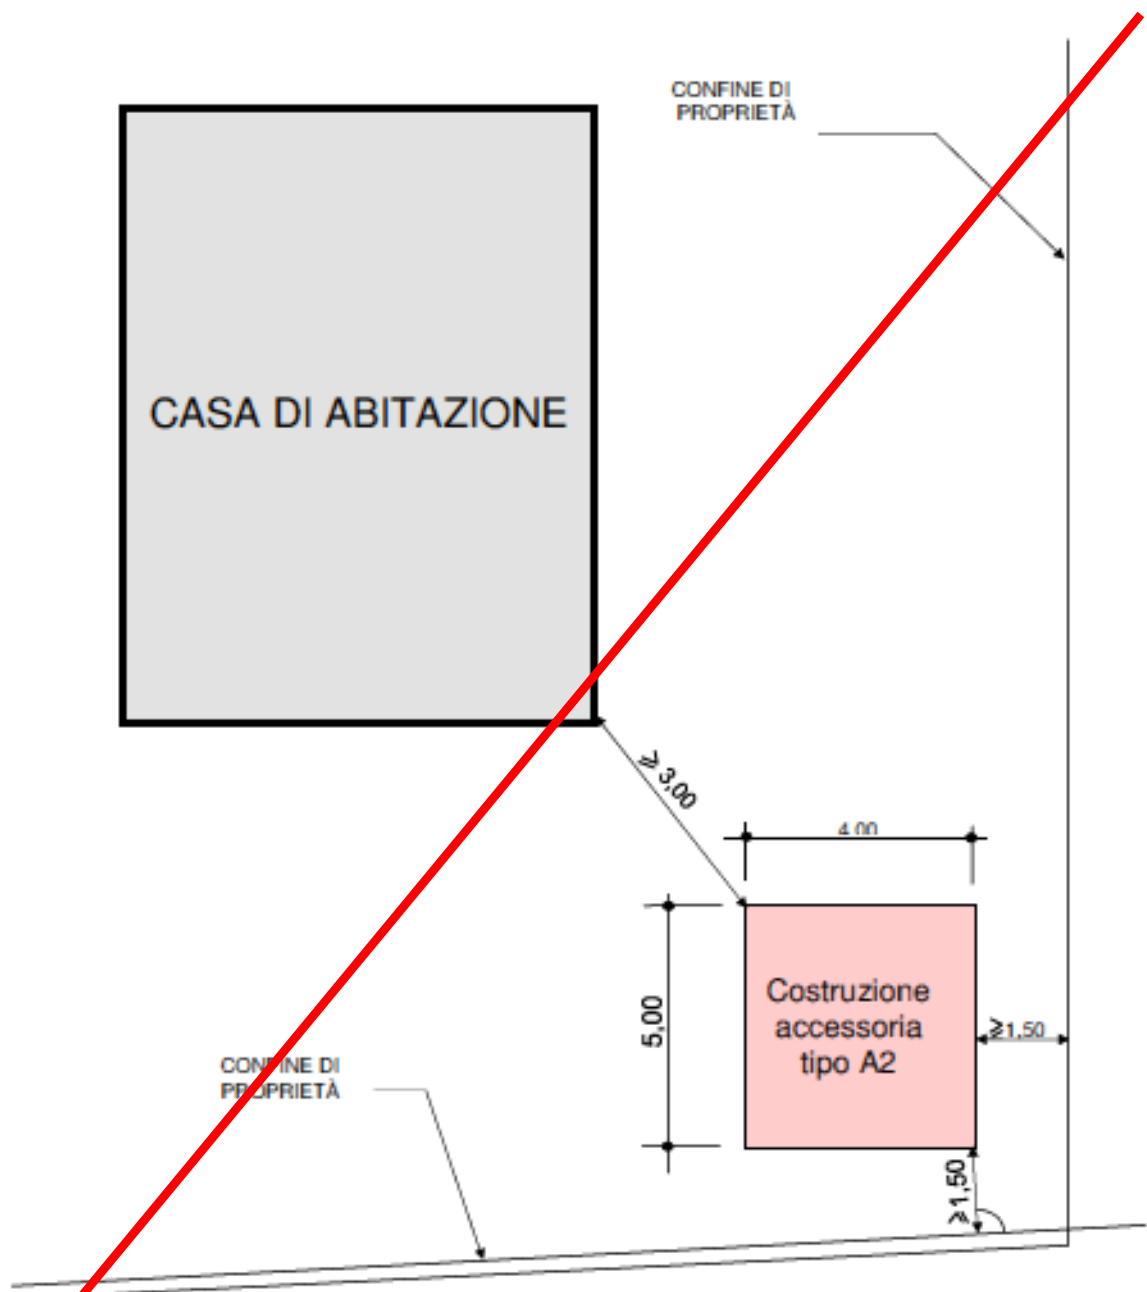 CONFINE DI
PROPRIETÀ
CASA DI ABITAZIONE
⩾ 3,00
4,00
5,00
Costruzione
accessoria
tipo A2
⩾1,50
CONFINE DI
PROPRIETÀ
⩾1,50